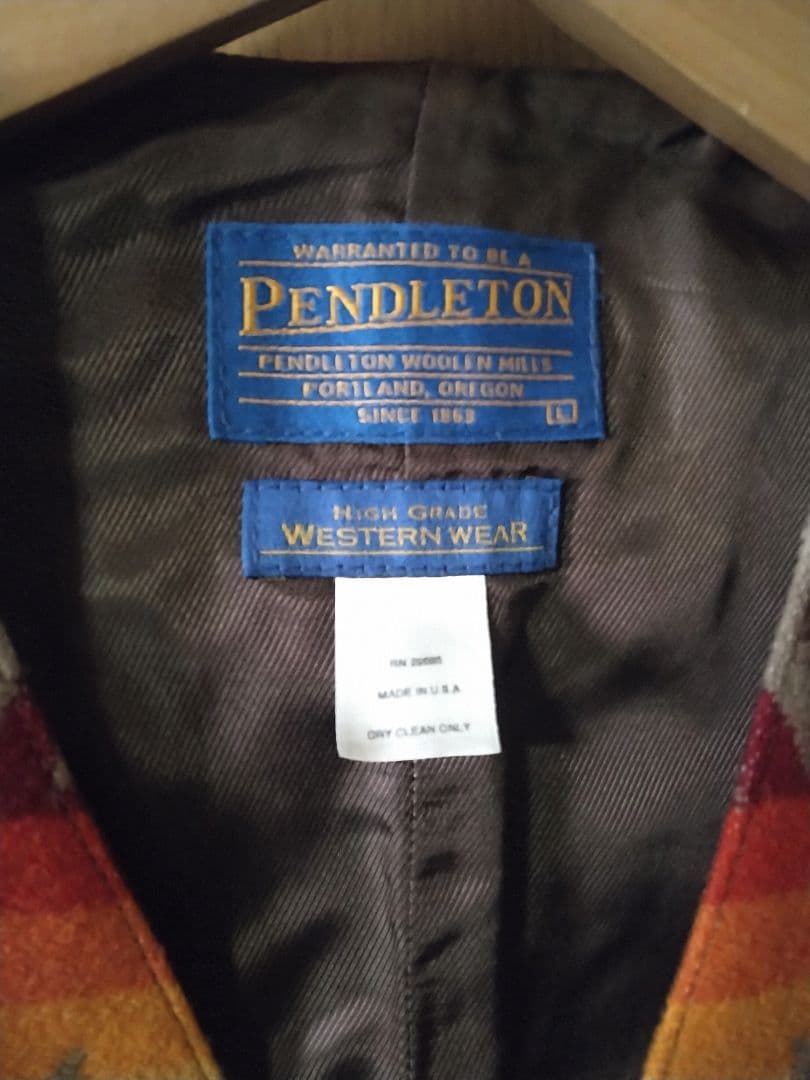 WARRANTED TO BE A
PENDLETON
PENDLETON WOOLEN MILLS
PORTLAND, OREGON
SINCE 1863 L
HIGH GRADE
WESTERN WEAR
RN
MADE IN U.S.A
DRY CLEAN ONLY